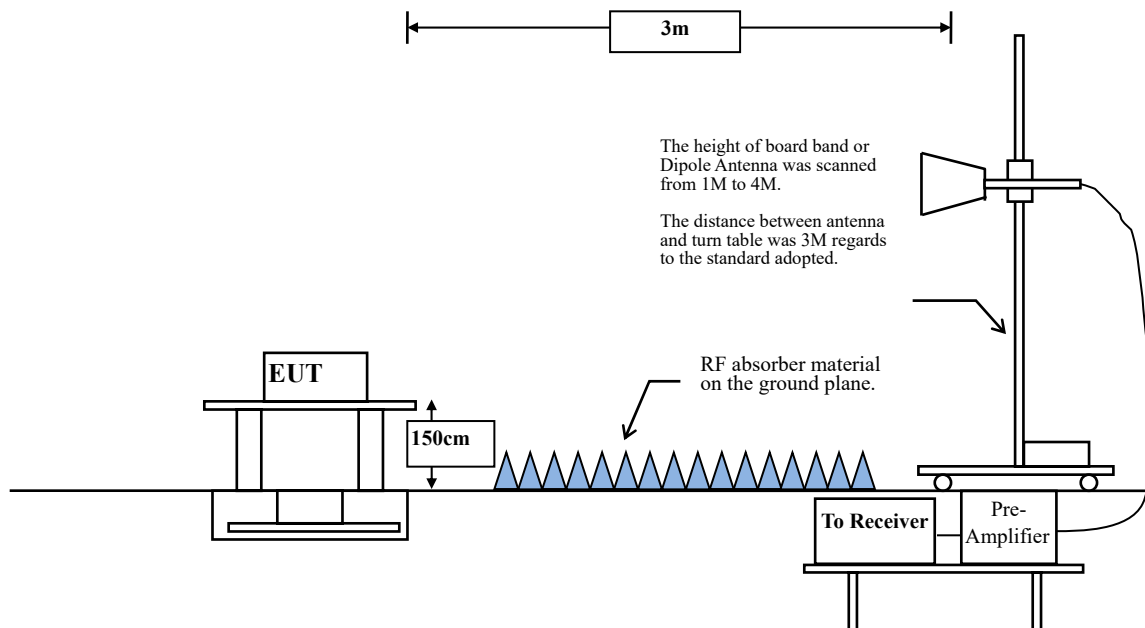 3m
The height of board band or
Dipole Antenna was scanned
from 1M to 4M.
The distance between antenna
and turn table was 3M regards
to the standard adopted.
EUT
RF absorber material
on the ground plane.
150cm
To Receiver
Pre-
Amplifier